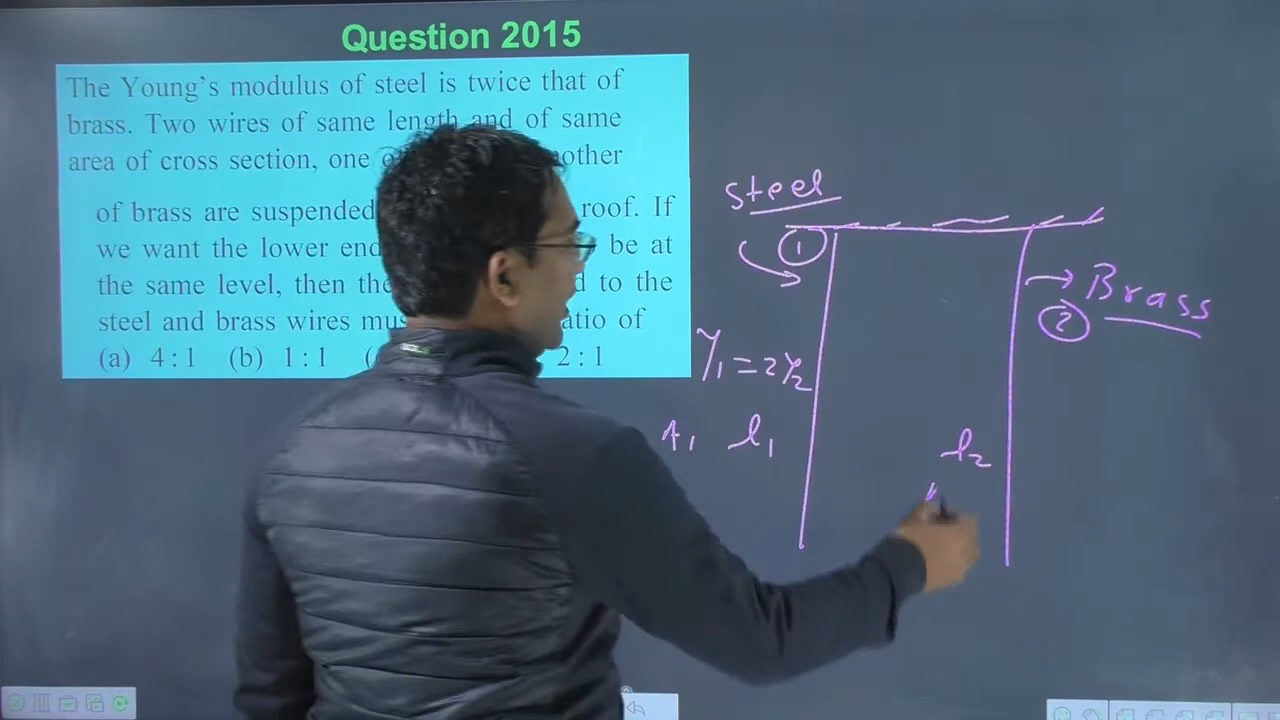 Question 2015
The Young's modulus of steel is twice that of
brass. Two wires of same length and of same
area of cross section, one
of brass are suspended roof. If
we want the lower end be at
the same level, then to the
steel and brass wires of
(a) 4 : 1 (b) 1 : 1 2 : 1
Steel
1
Brass
2
Y₁ = 2Y₂
A₁ l₁
l₂